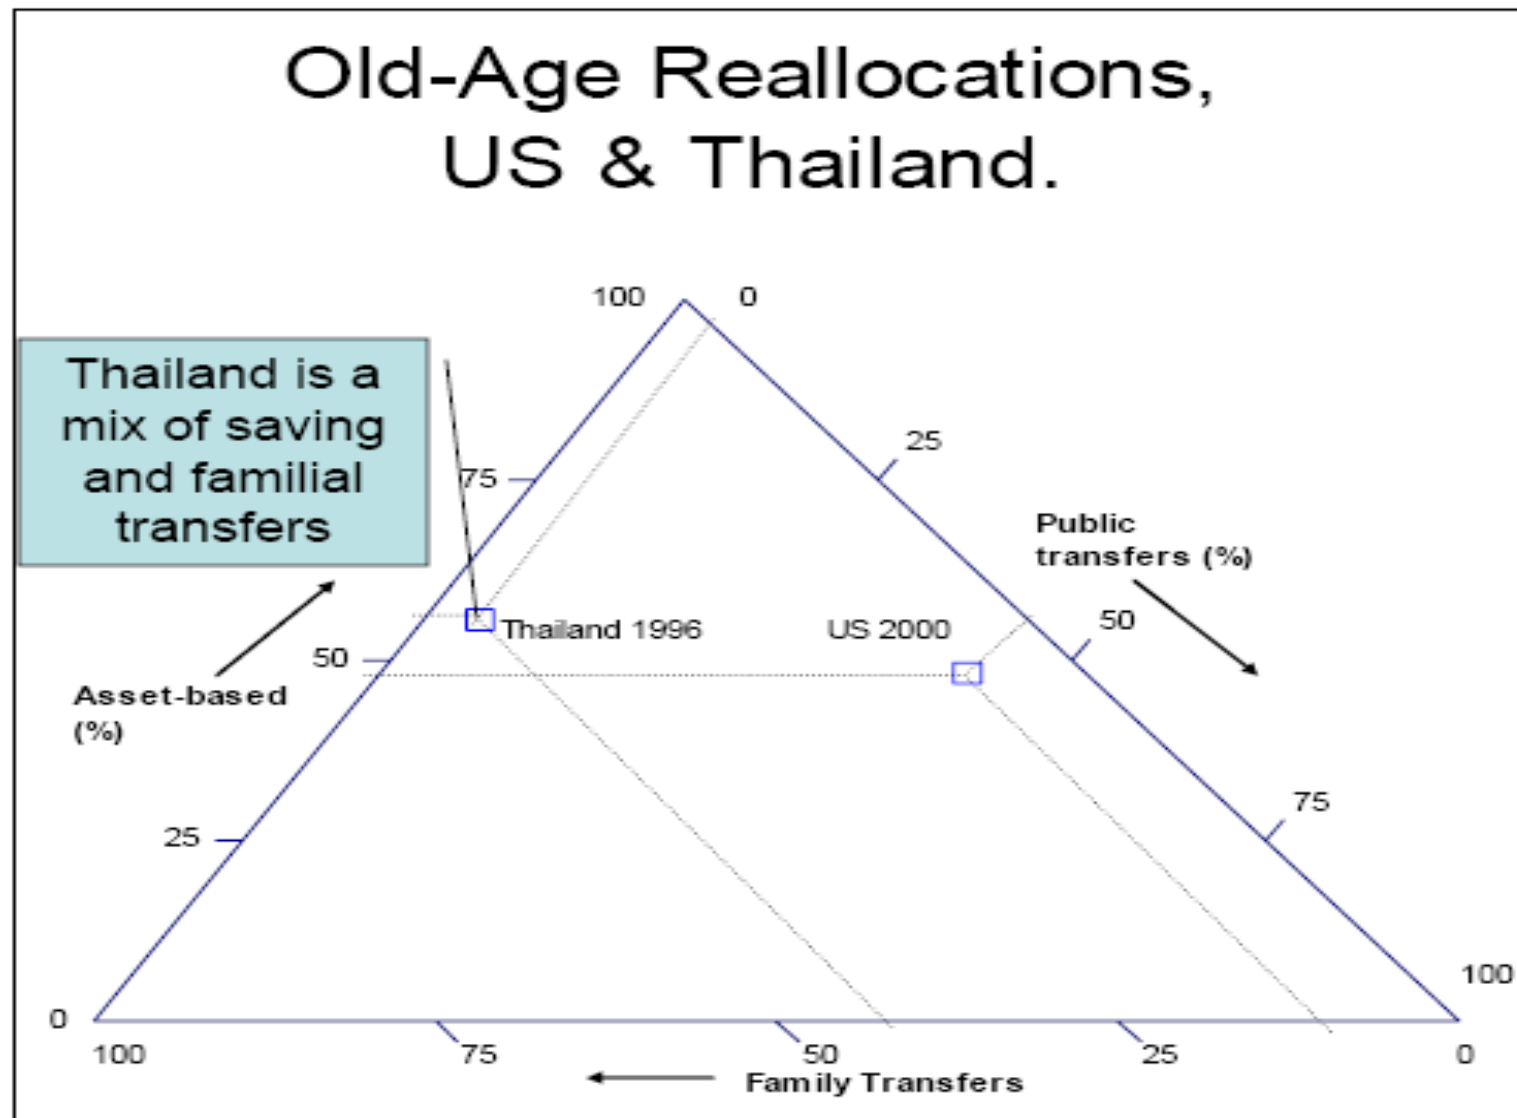 Old-Age Reallocations,
US & Thailand.
100
0
Thailand is a
mix of saving
and familial
transfers
75
25
Public
transfers (%)
Thailand 1996
US 2000
50
50
Asset-based
(%)
25
75
100
0
100
75
50
25
0
Family Transfers